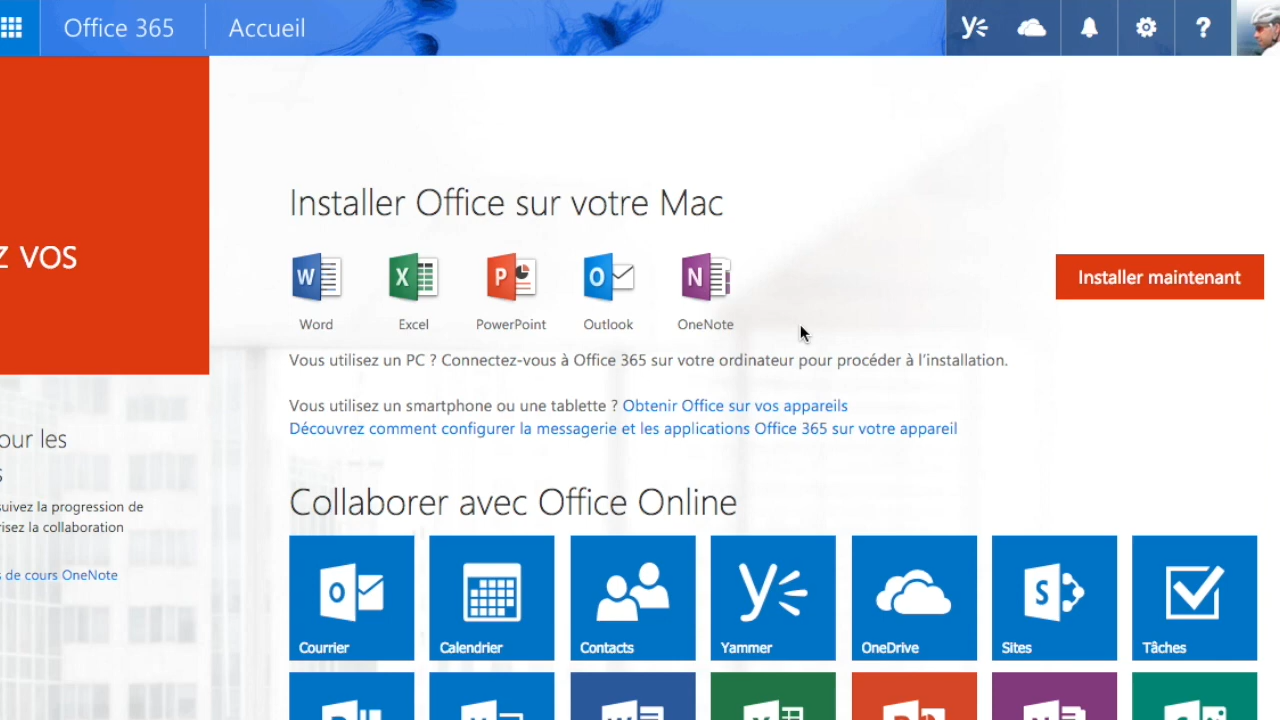 Office 365
Accueil
Z VOS
our les
s
suivez la progression de
risez la collaboration
s de cours OneNote
Installer Office sur votre Mac
Word Excel PowerPoint Outlook OneNote
Installer maintenant
Vous utilisez un PC ? Connectez-vous à Office 365 sur votre ordinateur pour procéder à l'installation.
Vous utilisez un smartphone ou une tablette ? Obtenir Office sur vos appareils
Découvrez comment configurer la messagerie et les applications Office 365 sur votre appareil
Collaborer avec Office Online
Courrier Calendrier Contacts Yammer OneDrive Sites Tâches